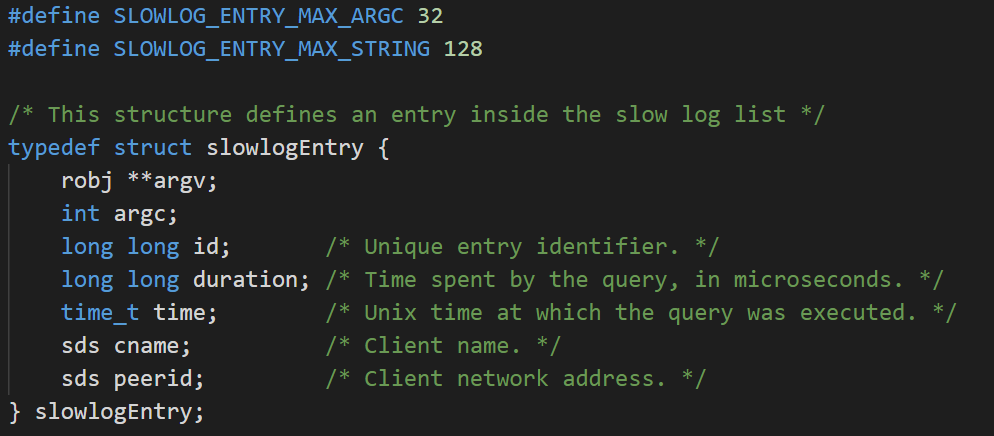 #define SLOWLOG_ENTRY_MAX_ARGC 32
#define SLOWLOG_ENTRY_MAX_STRING 128

/* This structure defines an entry inside the slow log list */
typedef struct slowlogEntry {
    robj **argv;
    int argc;
    long long id;       /* Unique entry identifier. */
    long long duration; /* Time spent by the query, in microseconds. */
    time_t time;        /* Unix time at which the query was executed. */
    sds cname;          /* Client name. */
    sds peerid;         /* Client network address. */
} slowlogEntry;